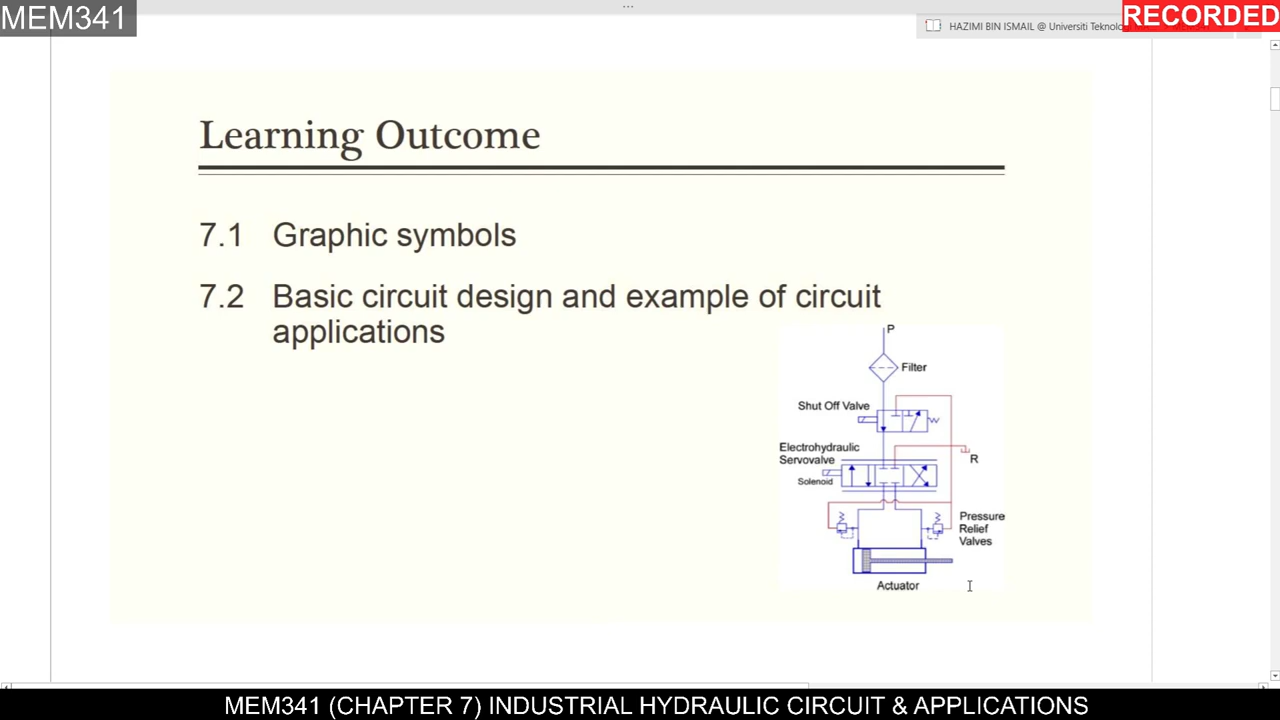 MEM341
RECORDED
HAZIMI BIN ISMAIL @ Universiti
Learning Outcome
7.1 Graphic symbols
7.2 Basic circuit design and example of circuit
applications
P
Filter
Shut Off Valve
Electrohydraulic
Servovalve
R
Solenoid
Pressure
Relief
Valves
Actuator
MEM341 (CHAPTER 7) INDUSTRIAL HYDRAULIC CIRCUIT & APPLICATIONS